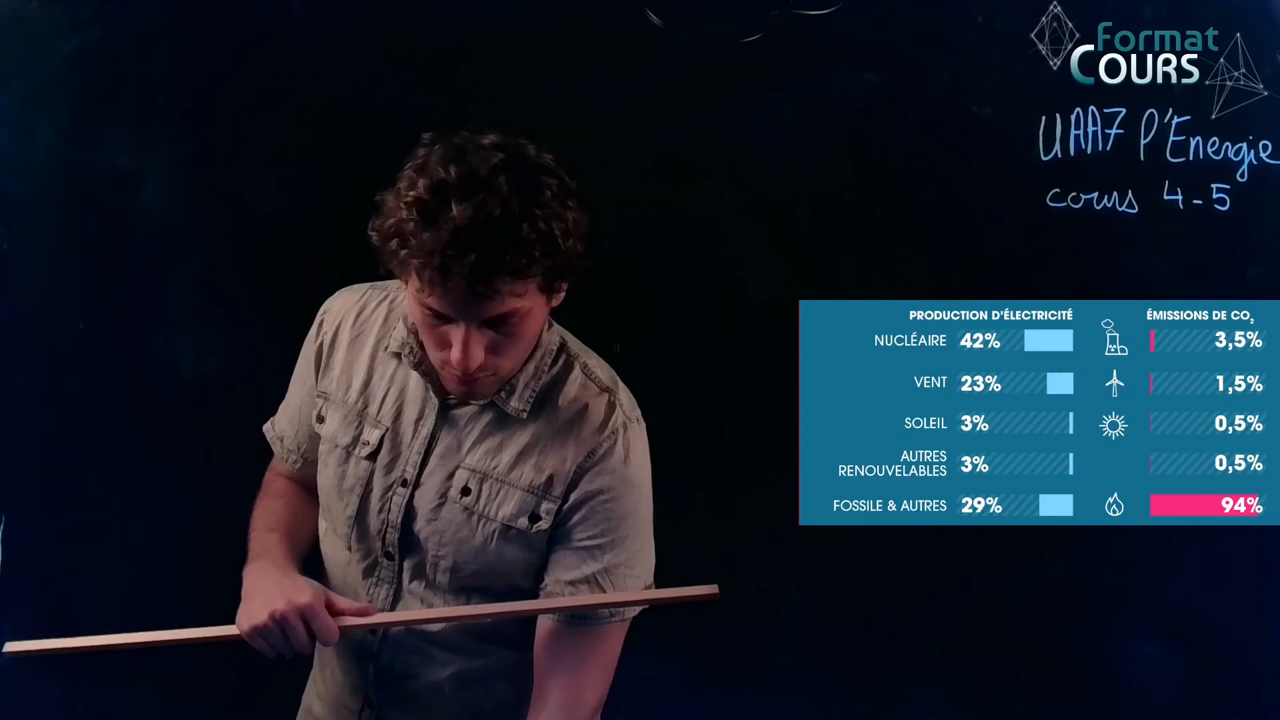 Format
COURS
UAA7 l'Energie
cours 4-5
PRODUCTION D'ÉLECTRICITÉ ÉMISSIONS DE CO₂
NUCLÉAIRE 42% 3,5%
VENT 23% 1,5%
SOLEIL 3% 0,5%
AUTRES
RENOUVELABLES 3% 0,5%
FOSSILE & AUTRES 29% 94%